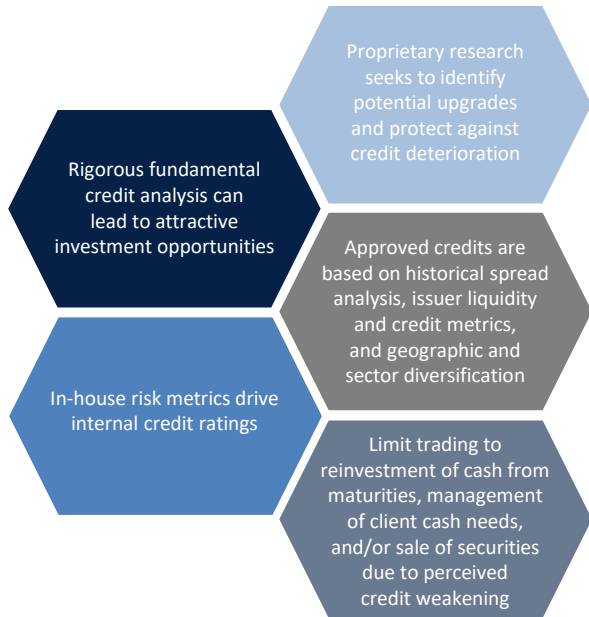 Proprietary research
seeks to identify
potential upgrades
and protect against
credit deterioration
Rigorous fundamental
credit analysis can
lead to attractive
investment opportunities
Approved credits are
based on historical spread
analysis, issuer liquidity
and credit metrics,
and geographic and
sector diversification
In-house risk metrics drive
internal credit ratings
Limit trading to
reinvestment of cash from
maturities, management
of client cash needs,
and/or sale of securities
due to perceived
credit weakening